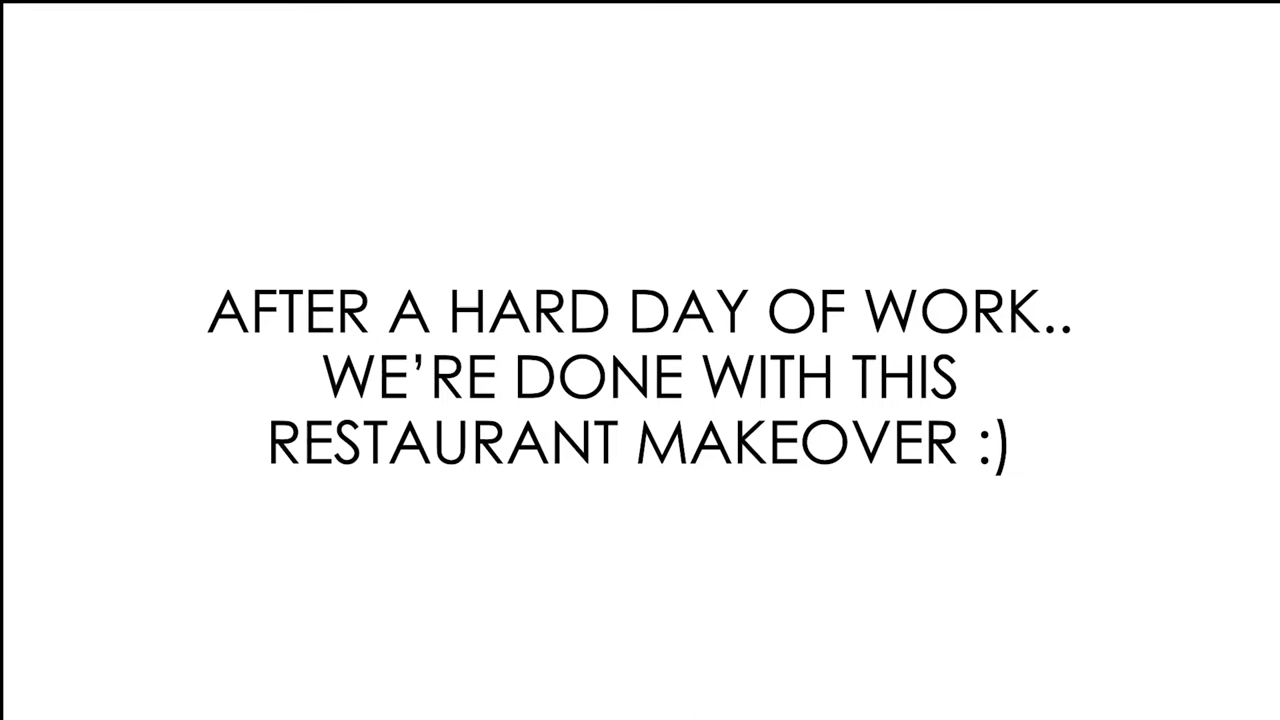 AFTER A HARD DAY OF WORK..
WE’RE DONE WITH THIS
RESTAURANT MAKEOVER :)